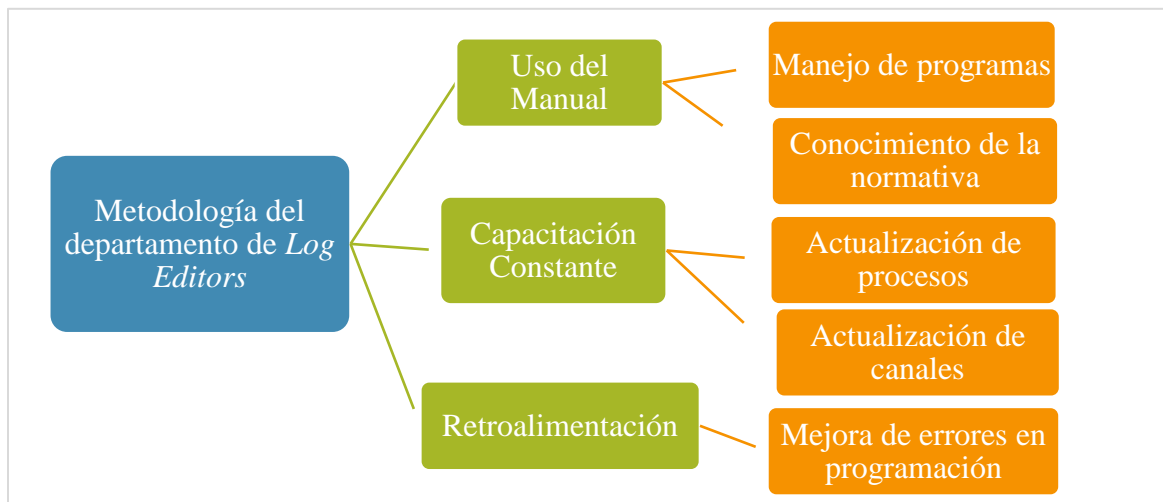 Metodología del
departamento de Log
Editors
Uso del
Manual
Manejo de programas
Conocimiento de la
normativa
Capacitación
Constante
Actualización de
procesos
Actualización de
canales
Retroalimentación
Mejora de errores en
programación